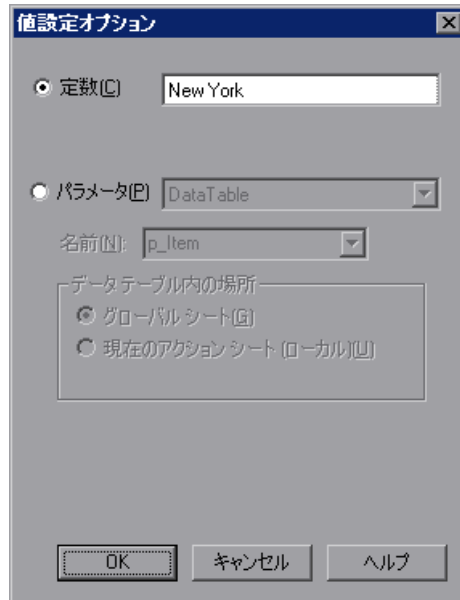 値設定オプション
定数(C) New York
パラメータ(P) DataTable
名前(N): p_Item
データ テーブル内の場所
グローバル シート(G)
現在のアクション シート (ローカル)(U)
OK キャンセル ヘルプ